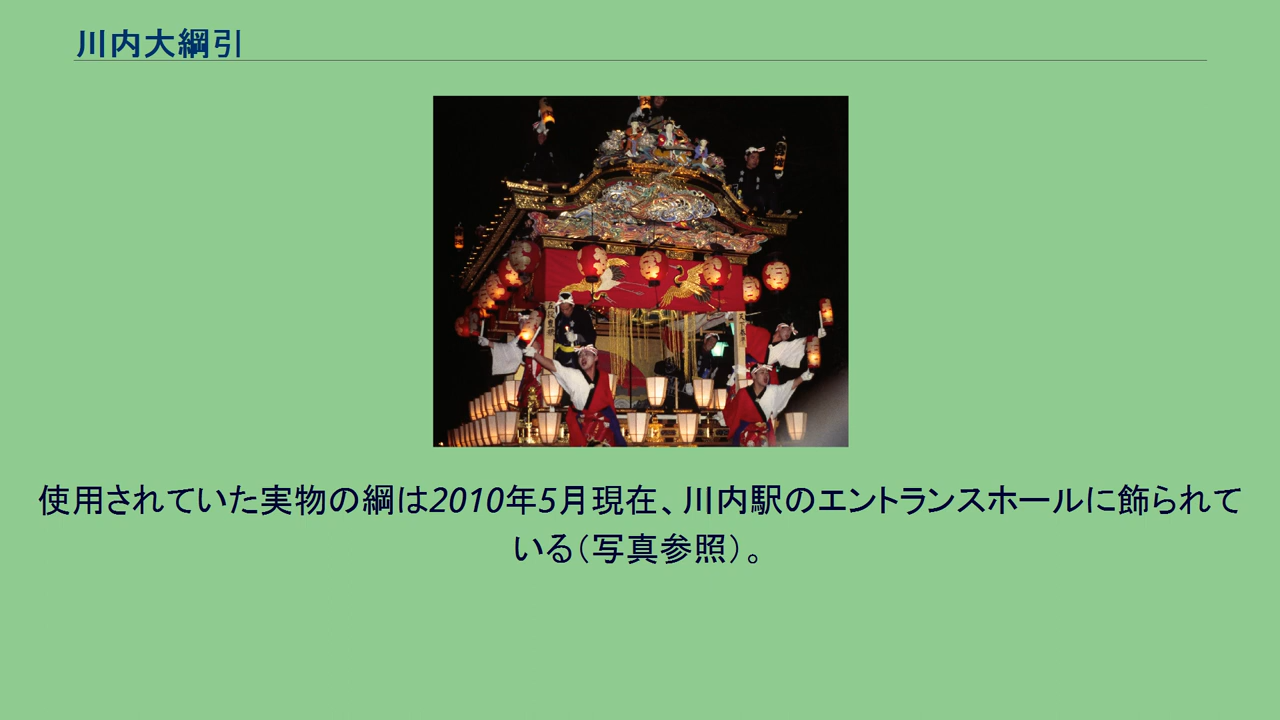 川内大綱引
使用されていた実物の綱は2010年5月現在、川内駅のエントランスホールに飾られて
いる（写真参照）。